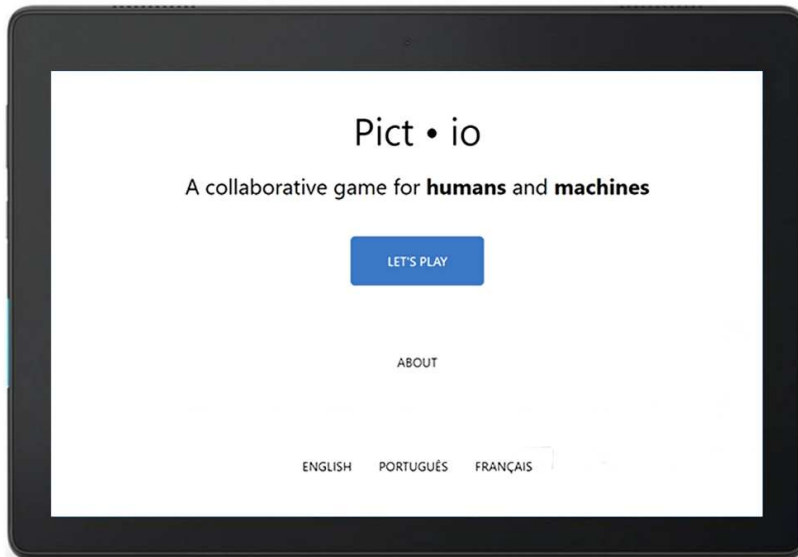 Pict • io
A collaborative game for humans and machines
LET'S PLAY
ABOUT
ENGLISH PORTUGUÊS FRANÇAIS